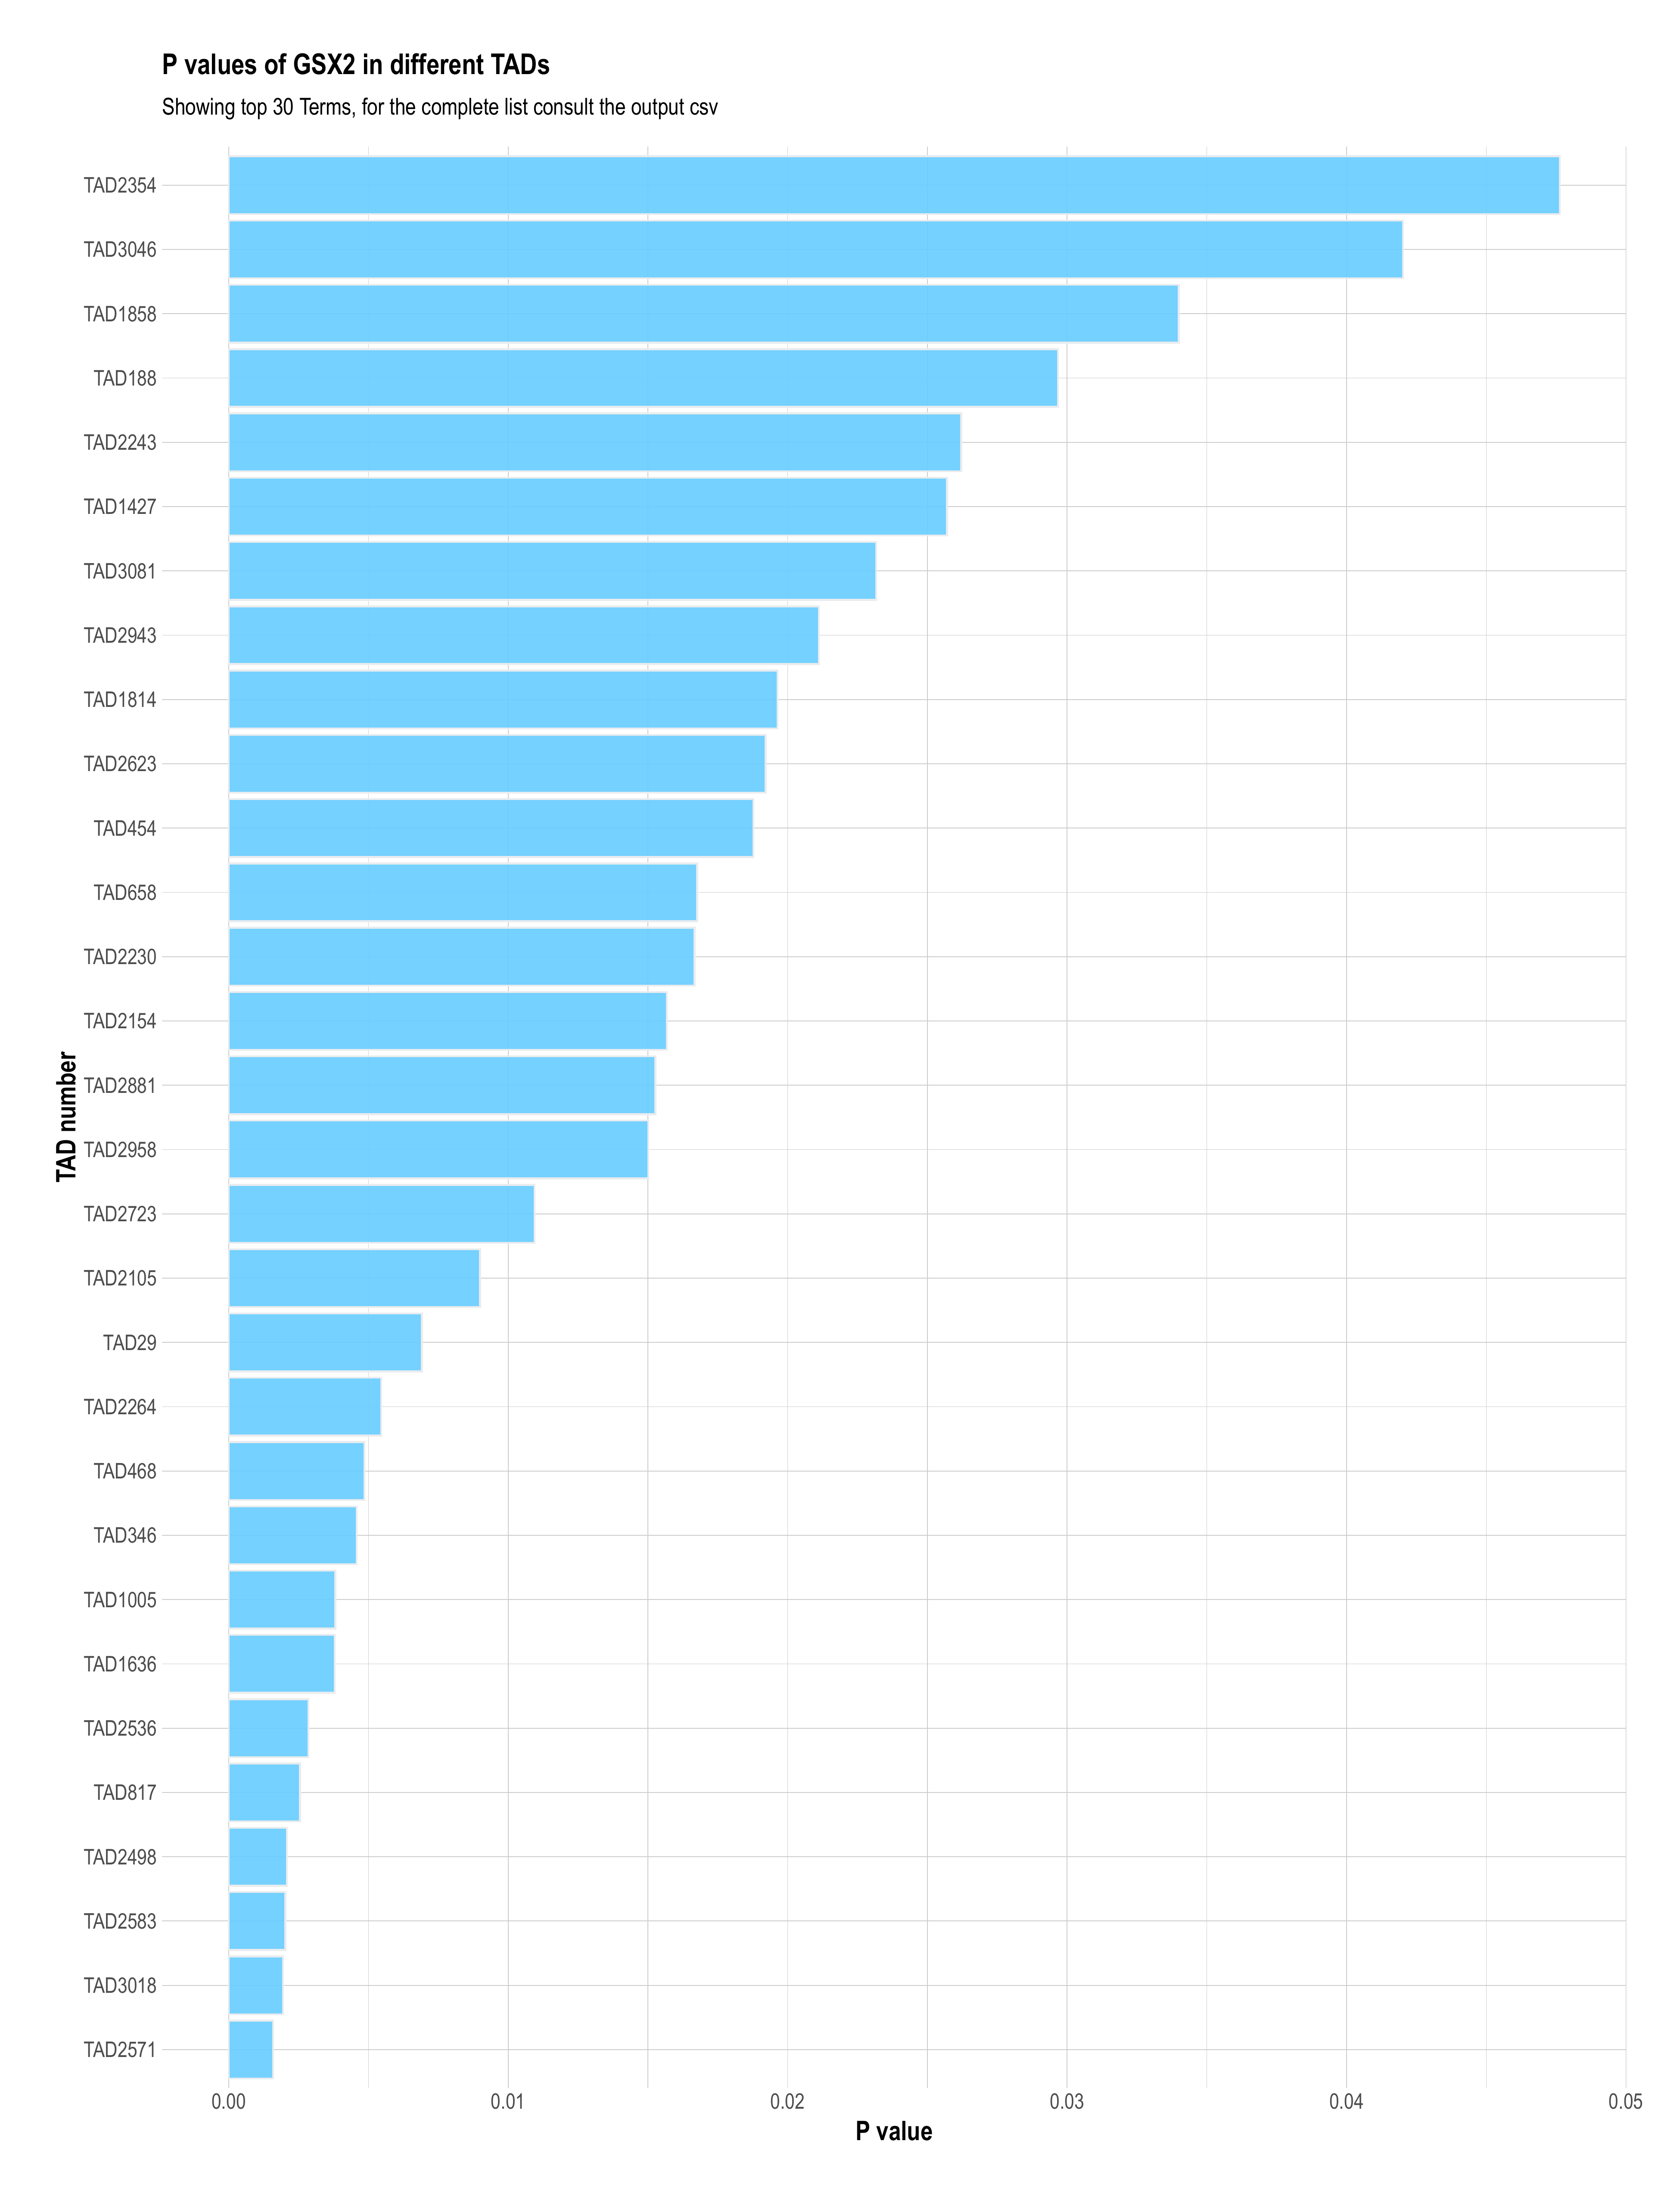 P values of GSX2 in different TADs
Showing top 30 Terms, for the complete list consult the output csv
TAD number
TAD2354
TAD3046
TAD1858
TAD188
TAD2243
TAD1427
TAD3081
TAD2943
TAD1814
TAD2623
TAD454
TAD658
TAD2230
TAD2154
TAD2881
TAD2958
TAD2723
TAD2105
TAD29
TAD2264
TAD468
TAD346
TAD1005
TAD1636
TAD2536
TAD817
TAD2498
TAD2583
TAD3018
TAD2571
0.00 0.01 0.02 0.03 0.04 0.05
P value